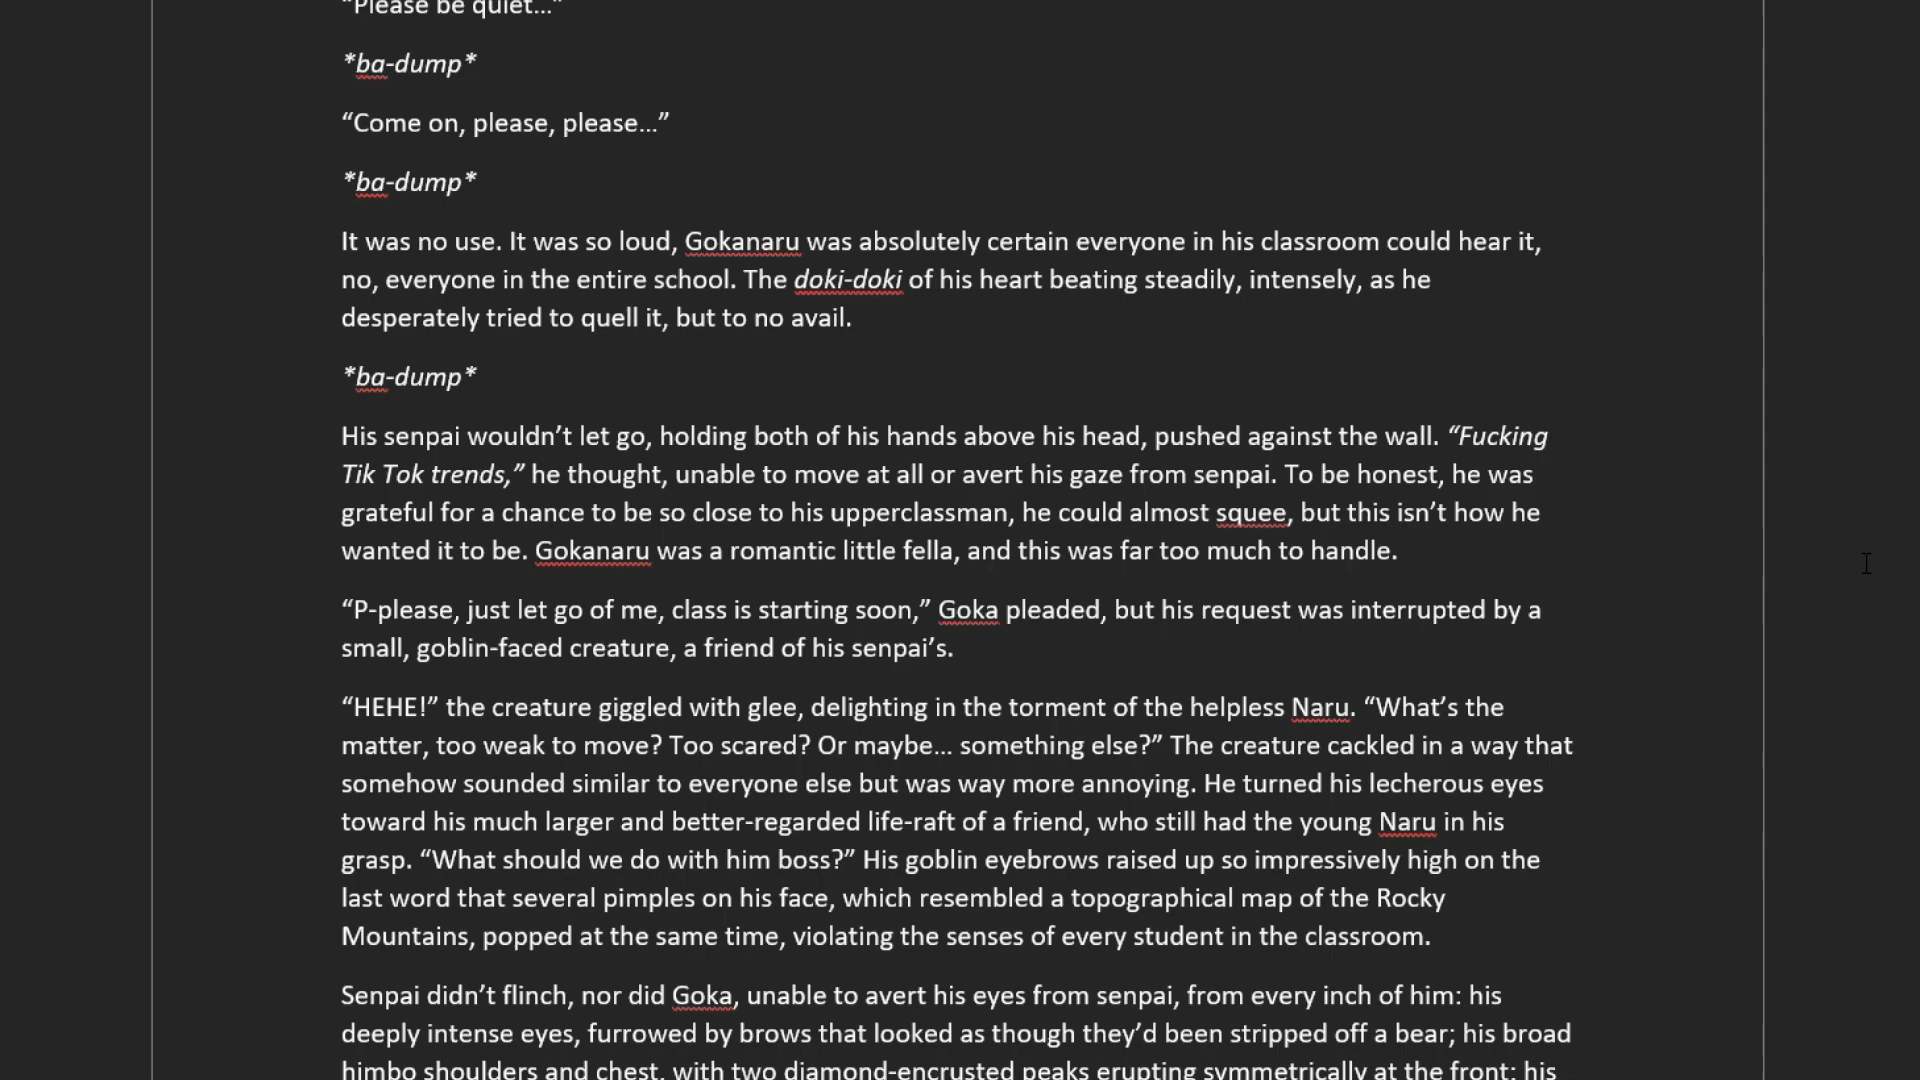 “Please be quiet…”
*ba-dump*
“Come on, please, please…”
*ba-dump*
It was no use. It was so loud, Gokanaru was absolutely certain everyone in his classroom could hear it,
no, everyone in the entire school. The doki-doki of his heart beating steadily, intensely, as he
desperately tried to quell it, but to no avail.
*ba-dump*
His senpai wouldn’t let go, holding both of his hands above his head, pushed against the wall. “Fucking
Tik Tok trends,” he thought, unable to move at all or avert his gaze from senpai. To be honest, he was
grateful for a chance to be so close to his upperclassman, he could almost squee, but this isn’t how he
wanted it to be. Gokanaru was a romantic little fella, and this was far too much to handle.
“P-please, just let go of me, class is starting soon,” Goka pleaded, but his request was interrupted by a
small, goblin-faced creature, a friend of his senpai’s.
“HEHE!” the creature giggled with glee, delighting in the torment of the helpless Naru. “What’s the
matter, too weak to move? Too scared? Or maybe… something else?” The creature cackled in a way that
somehow sounded similar to everyone else but was way more annoying. He turned his lecherous eyes
toward his much larger and better-regarded life-raft of a friend, who still had the young Naru in his
grasp. “What should we do with him boss?” His goblin eyebrows raised up so impressively high on the
last word that several pimples on his face, which resembled a topographical map of the Rocky
Mountains, popped at the same time, violating the senses of every student in the classroom.
Senpai didn’t flinch, nor did Goka, unable to avert his eyes from senpai, from every inch of him: his
deeply intense eyes, furrowed by brows that looked as though they’d been stripped off a bear; his broad
himbo shoulders and chest, with two diamond-encrusted peaks erupting symmetrically at the front; his